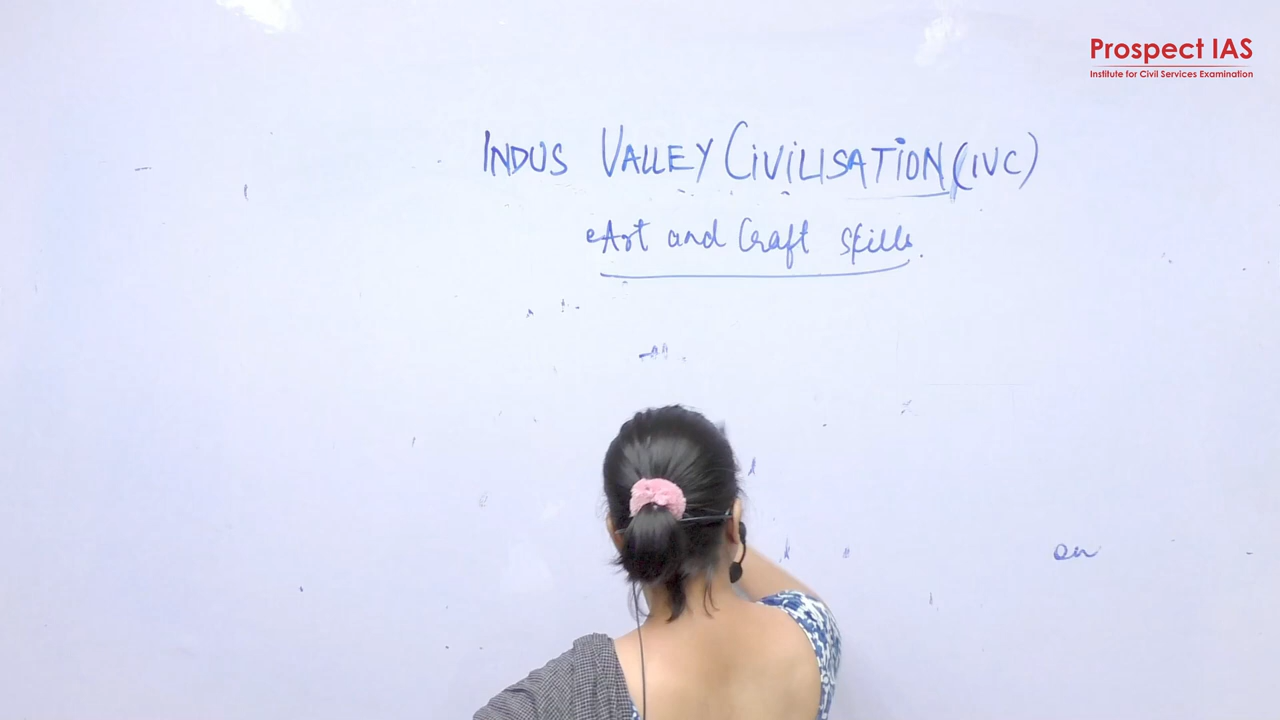 Prospect IAS
Institute for Civil Services Examination
INDUS VALLEY CIVILISATION (IVC)
Art and Craft skills.